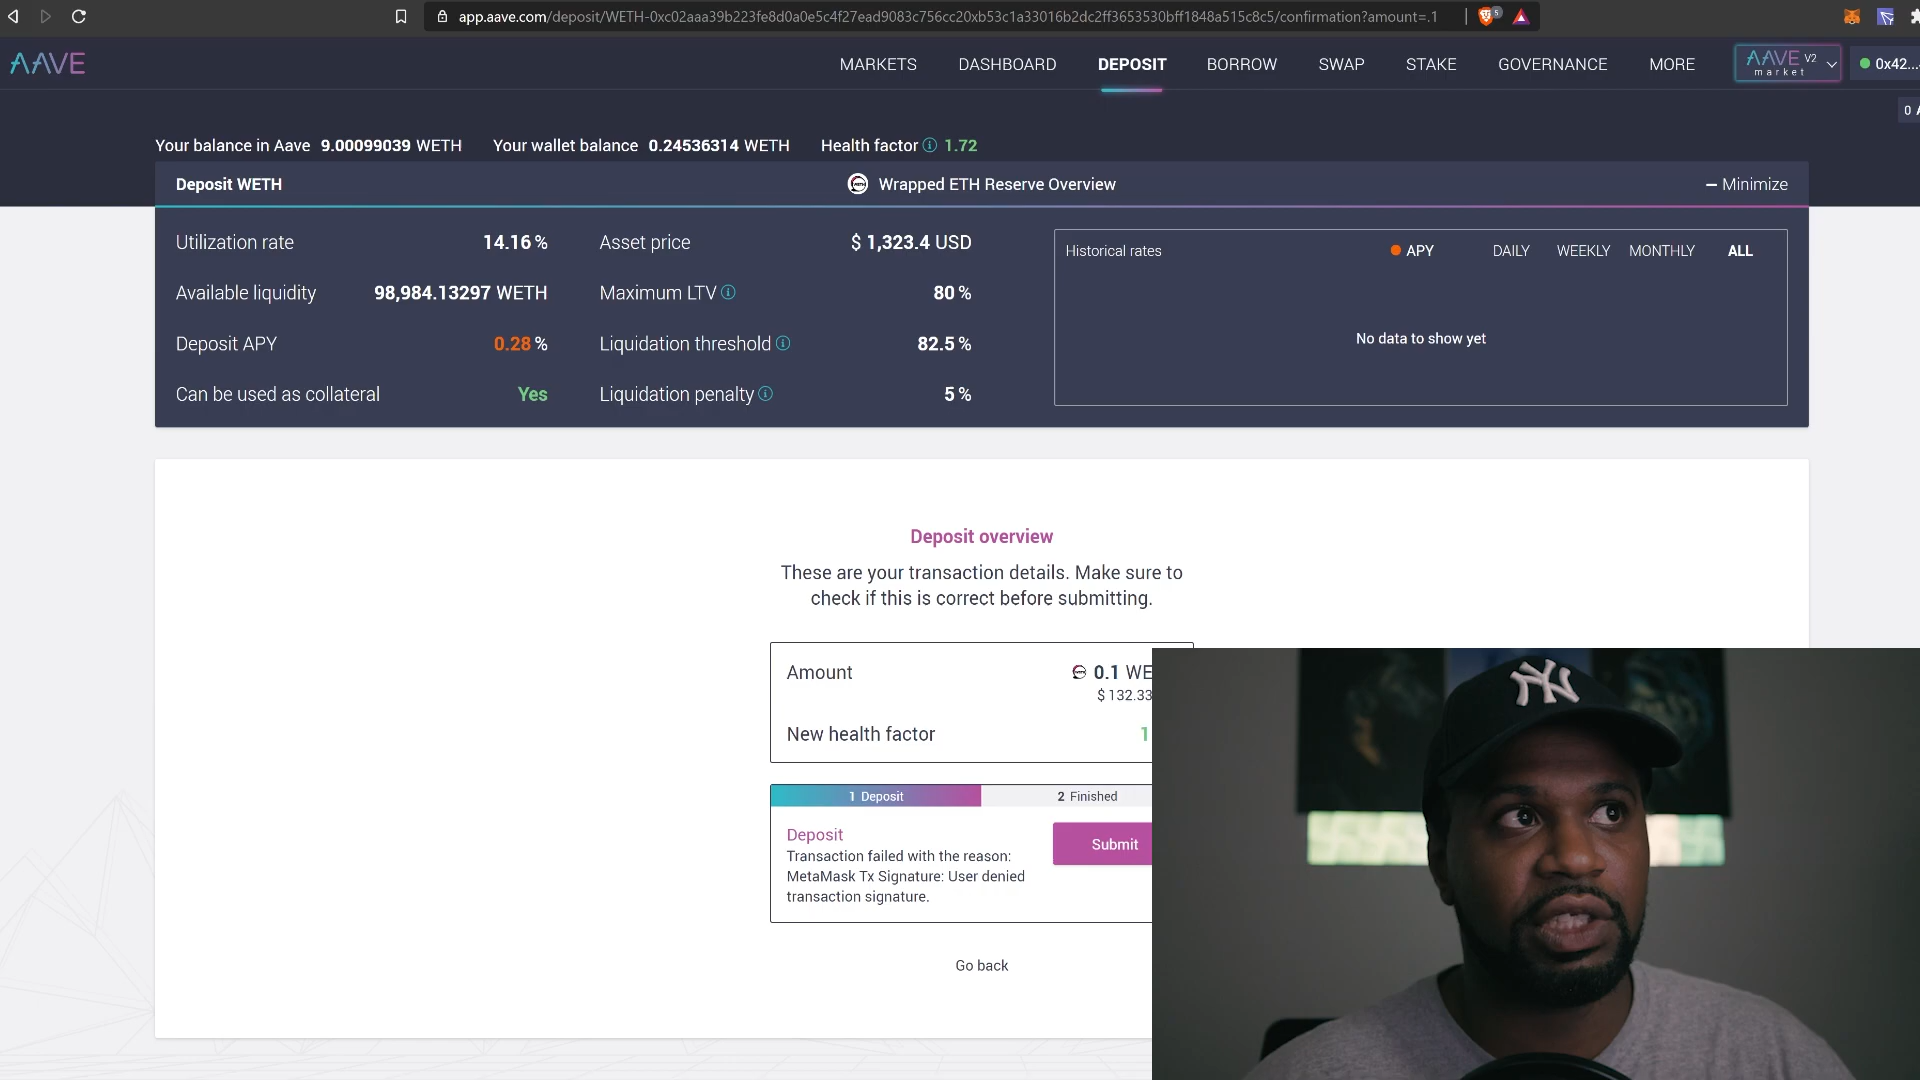 app.aave.com/deposit/WETH-0xc02aaa39b223fe8d0a0e5c4f27ead9083c756cc20xb53c1a33016b2dc2ff3653530bff1848a515c8c5/confirmation?amount=.1
5
AAVE
MARKETS DASHBOARD DEPOSIT BORROW SWAP STAKE GOVERNANCE MORE
AAVE V2
market
0x42...
0
Your balance in Aave 9.00099039 WETH Your wallet balance 0.24536314 WETH Health factor 1.72
Deposit WETH Wrapped ETH Reserve Overview — Minimize
Utilization rate 14.16 % Asset price $ 1,323.4 USD
Historical rates APY DAILY WEEKLY MONTHLY ALL
Available liquidity 98,984.13297 WETH Maximum LTV 80 %
No data to show yet
Deposit APY 0.28 % Liquidation threshold 82.5 %
Can be used as collateral Yes Liquidation penalty 5 %
Deposit overview
These are your transaction details. Make sure to
check if this is correct before submitting.
Amount 0.1 WE
$ 132.33
New health factor 1
1 Deposit 2 Finished
Deposit
Transaction failed with the reason:
MetaMask Tx Signature: User denied
transaction signature.
Submit
Go back
NY